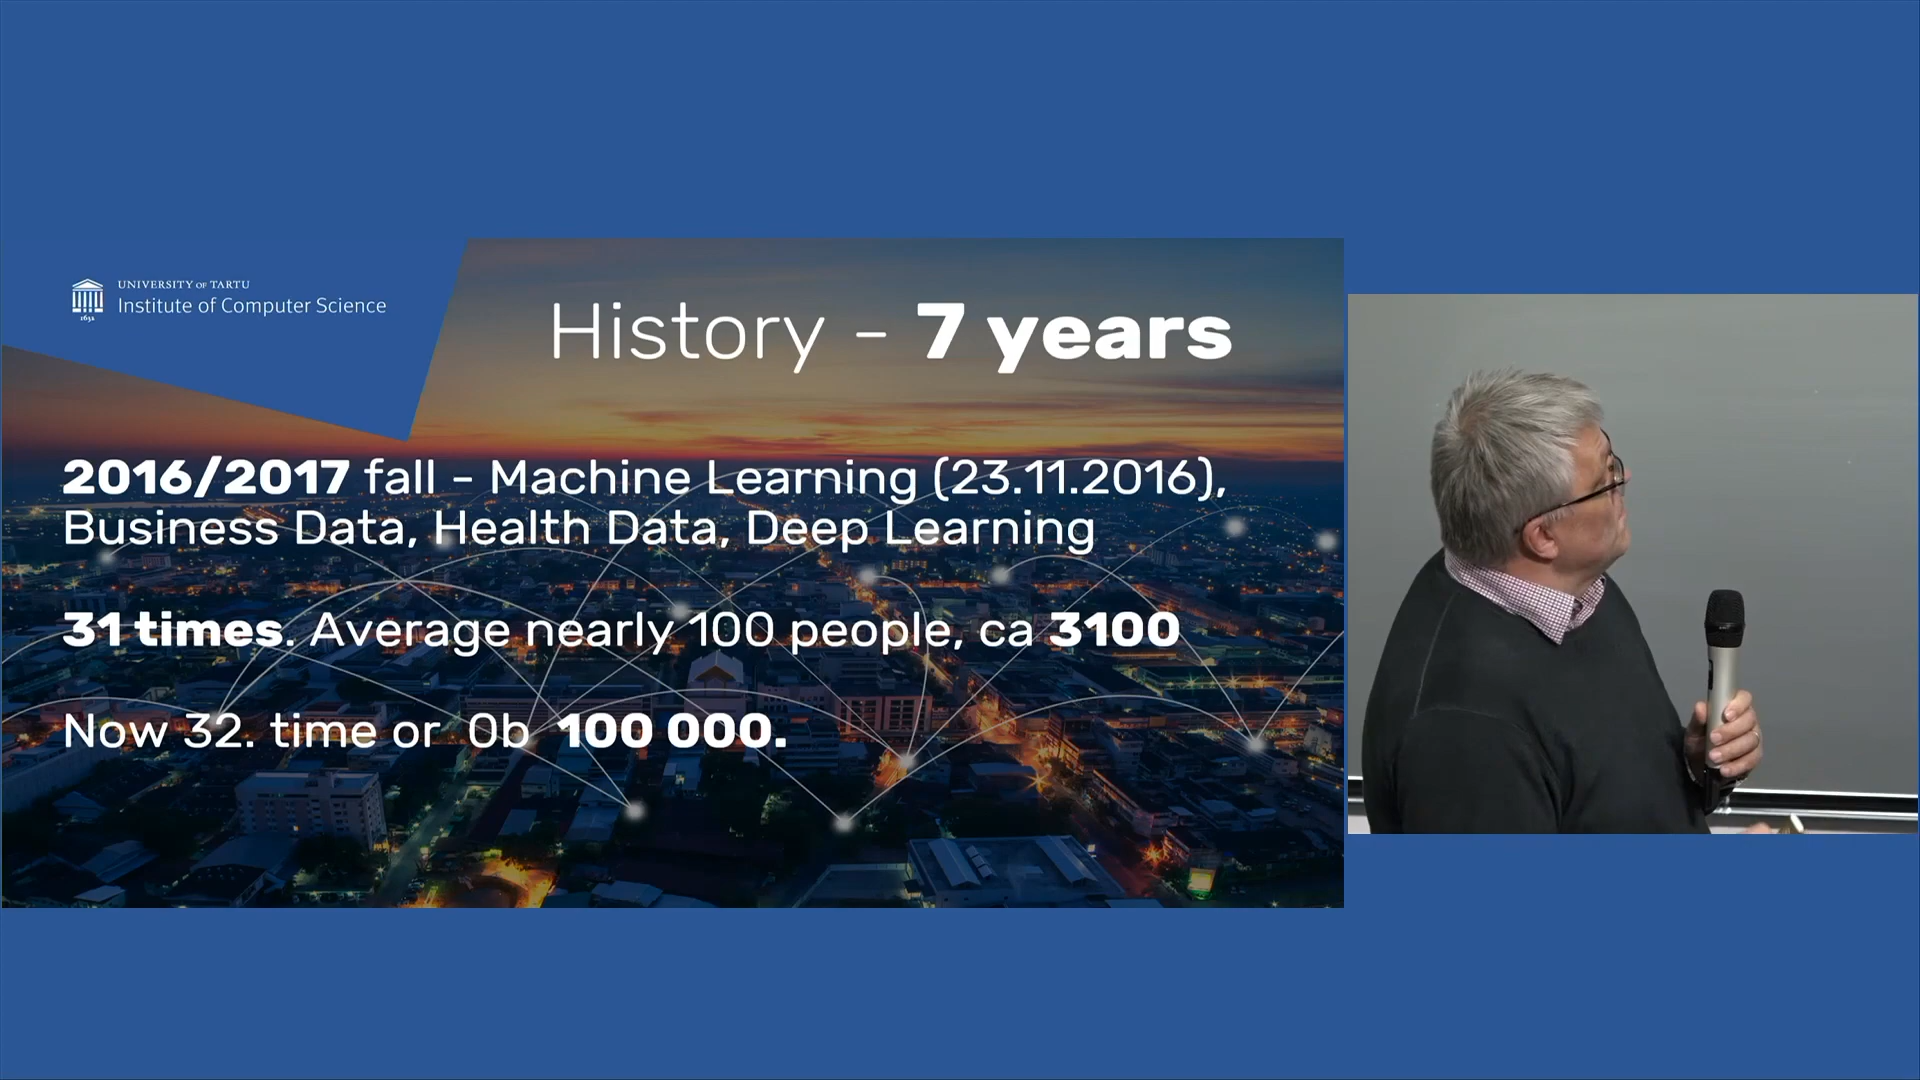 UNIVERSITY OF TARTU
Institute of Computer Science
1632
History - 7 years
2016/2017 fall - Machine Learning (23.11.2016),
Business Data, Health Data, Deep Learning
31 times. Average nearly 100 people, ca 3100
Now 32. time or 0b 100 000.